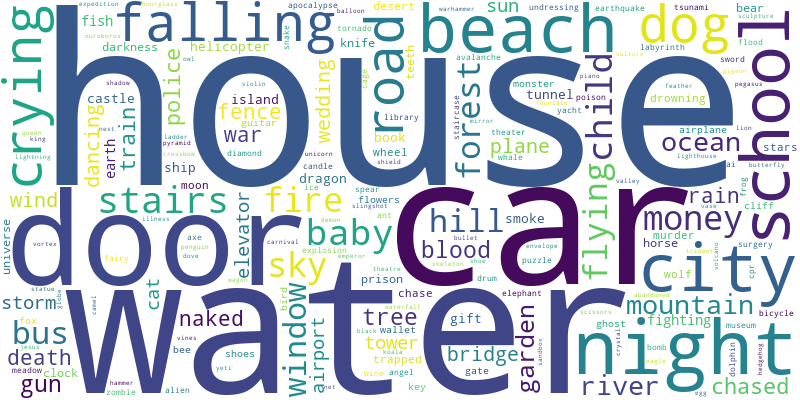 expedition hourglass apocalypse balloon desert tsunami warhammer undressing earthquake sculpture
ouroboros fish falling tornado beach sun dog bear
darkness helicopter snake knife teeth avalanche labyrinth flood
crying owl violin cage road monster vulture sword pigeon
police shadow house piano feather pegasus
castle island wedding library forest tunnel poison child drowning school
dancing train nest fence guitar book staircase fountain yacht airplane lion
queen king earth ladder war theater plane mirror ocean
lightning pyramid crossbow diamond unicorn wheel shield whale lighthouse ai stars
ship candle dragon butterfly
moon ice spear flowers valley frog
wind stairs fire slingshot car rain cliff
universe illness elevator demon ant hill smoke flying money vase
door axe baby bullet envelope murder surgery
vortex penguin dove carnival explosion blood puzzle horse volcano cpr
fairy sky emperor skeleton shoe city wolf trident
statue camel cat wagan theatre prison drum
storm globe water bird waterfall chase elephant scissors mountain abandoned
bus fox naked window black wallet tree gift garden ghost fighting museum bicycle
jesus vines bee airport tower bridge sandbox night crystal bomb dolphin hedgehog
death shoes koala trapped gate eagle
meadow clock yeti wine angel
gun hammer zombie alien net key river egg chased